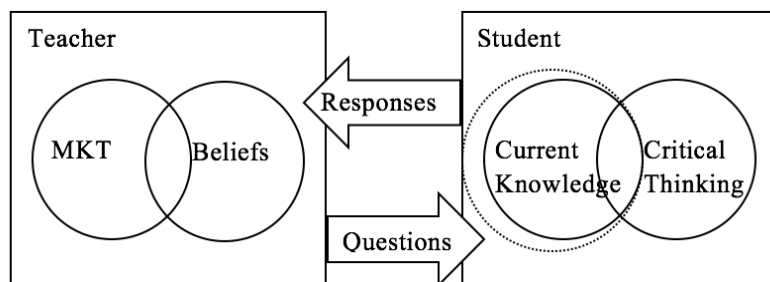 Teacher
MKT
Beliefs
Responses
Questions
Student
Current
Knowledge
Critical
Thinking